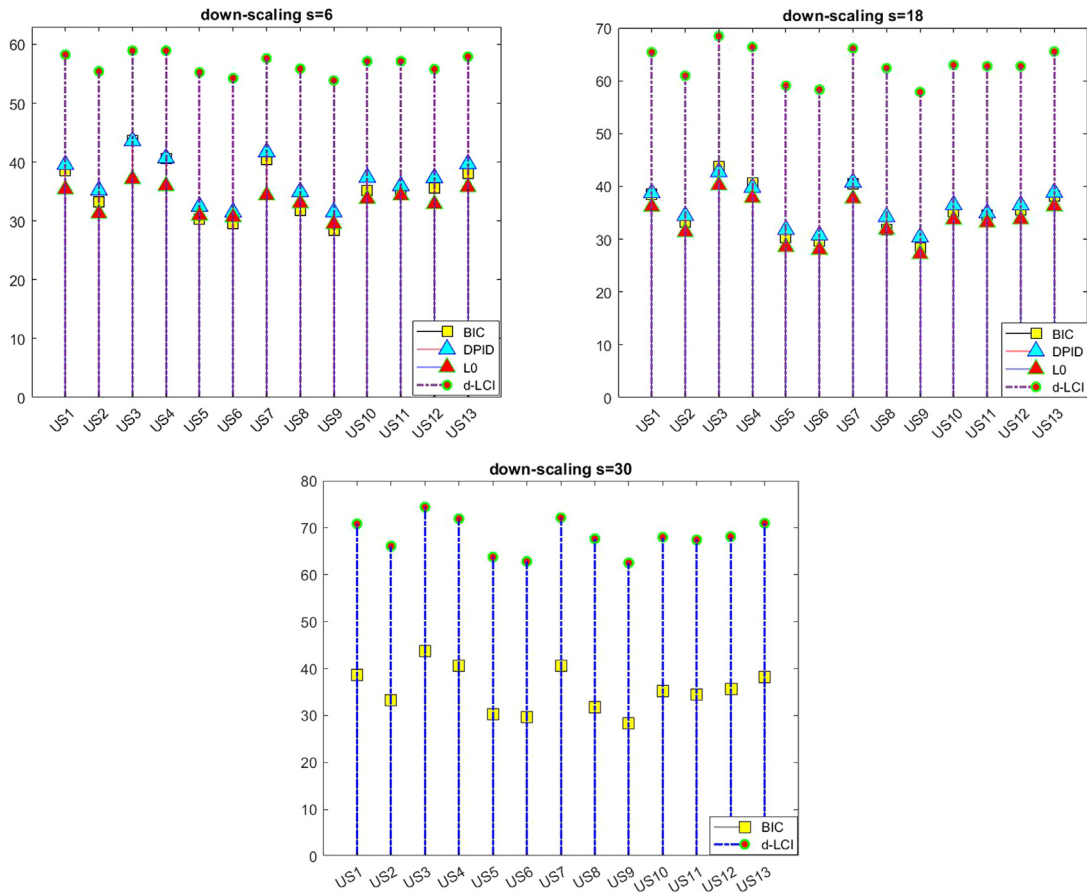 down-scaling s=6
60
50
40
30
20
10
0
BIC
DPID
L0
d-LCI
US1 US2 US3 US4 US5 US6 US7 US8 US9 US10 US11 US12 US13
down-scaling s=18
70
60
50
40
30
20
10
0
BIC
DPID
L0
d-LCI
US1 US2 US3 US4 US5 US6 US7 US8 US9 US10 US11 US12 US13
down-scaling s=30
80
70
60
50
40
30
20
10
0
BIC
d-LCI
US1 US2 US3 US4 US5 US6 US7 US8 US9 US10 US11 US12 US13